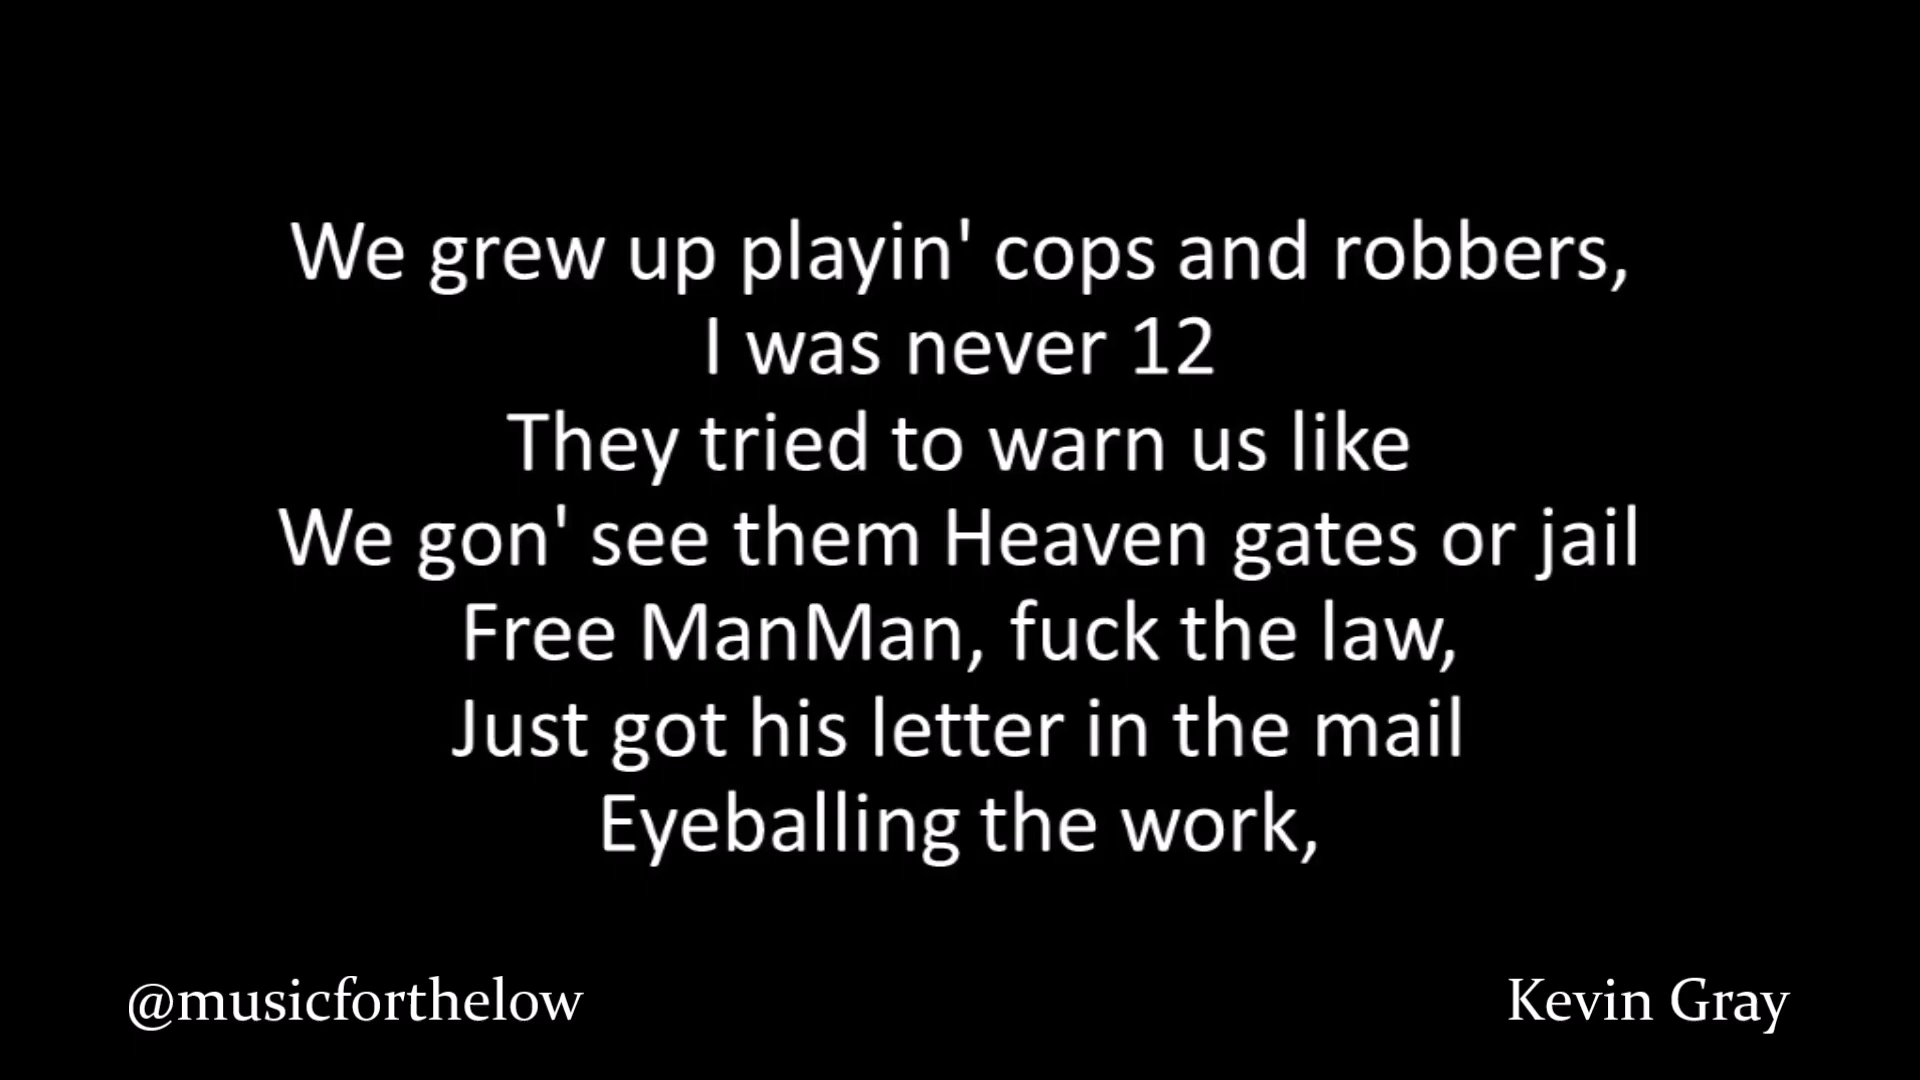 We grew up playin' cops and robbers,
I was never 12
They tried to warn us like
We gon' see them Heaven gates or jail
Free ManMan, fuck the law,
Just got his letter in the mail
Eyeballing the work,
@musicforthelow
Kevin Gray